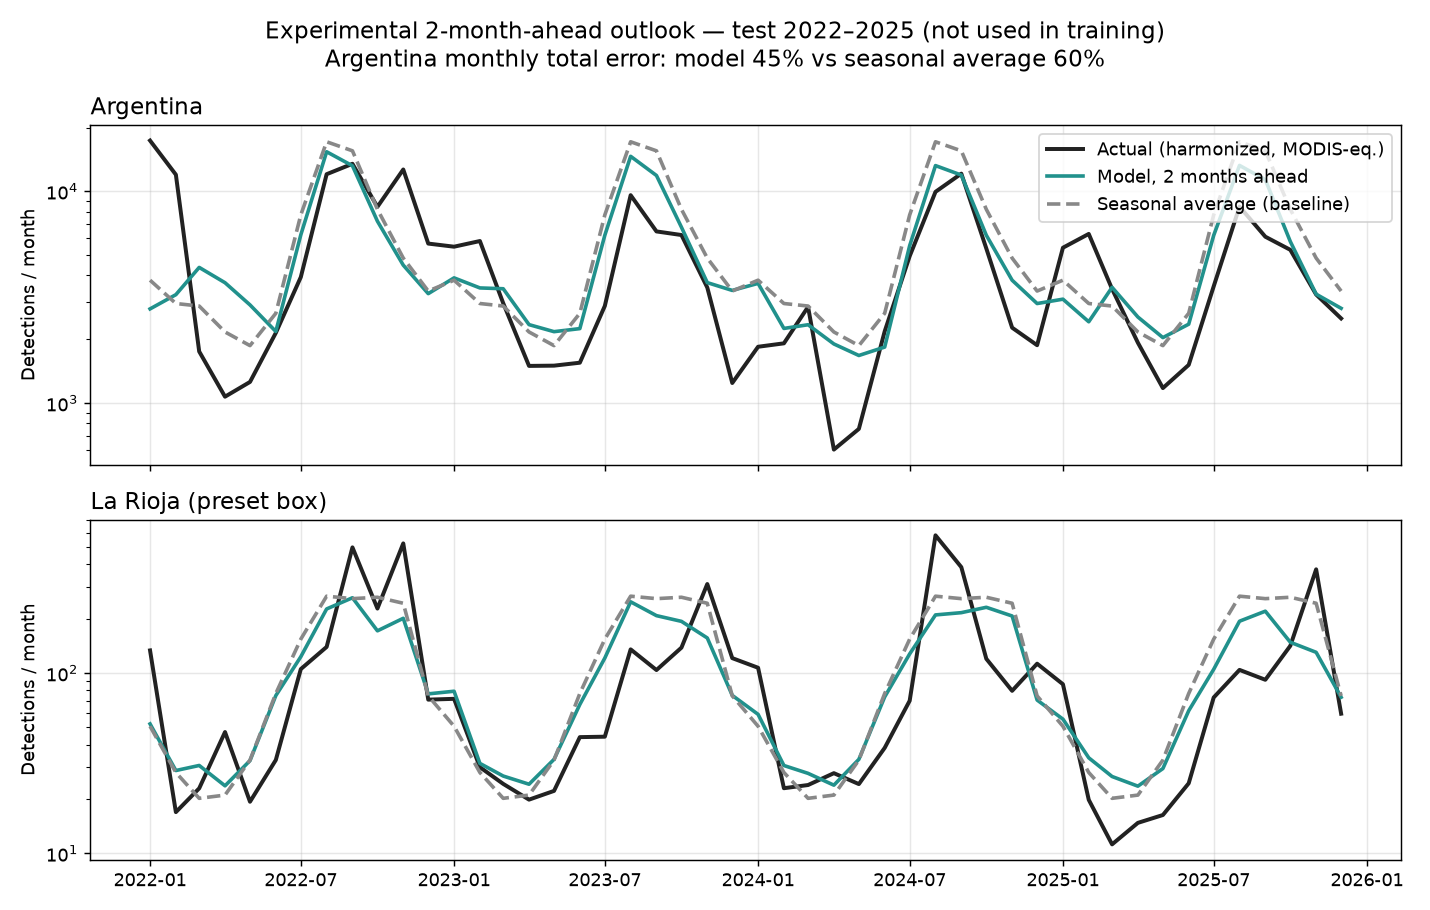 Experimental 2-month-ahead outlook — test 2022–2025 (not used in training)
Argentina monthly total error: model 45% vs seasonal average 60%
Argentina
Actual (harmonized, MODIS-eq.)
Model, 2 months ahead
Seasonal average (baseline)
Detections / month
10⁴
10³
La Rioja (preset box)
Detections / month
10²
10¹
2022-01
2022-07
2023-01
2023-07
2024-01
2024-07
2025-01
2025-07
2026-01